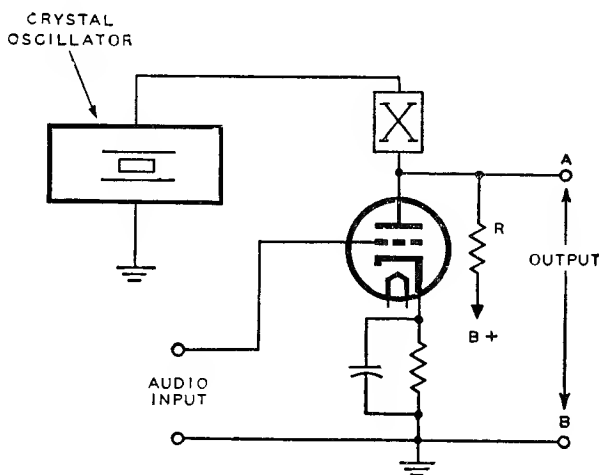 CRYSTAL
OSCILLATOR
X
A
R
OUTPUT
B+
AUDIO
INPUT
B